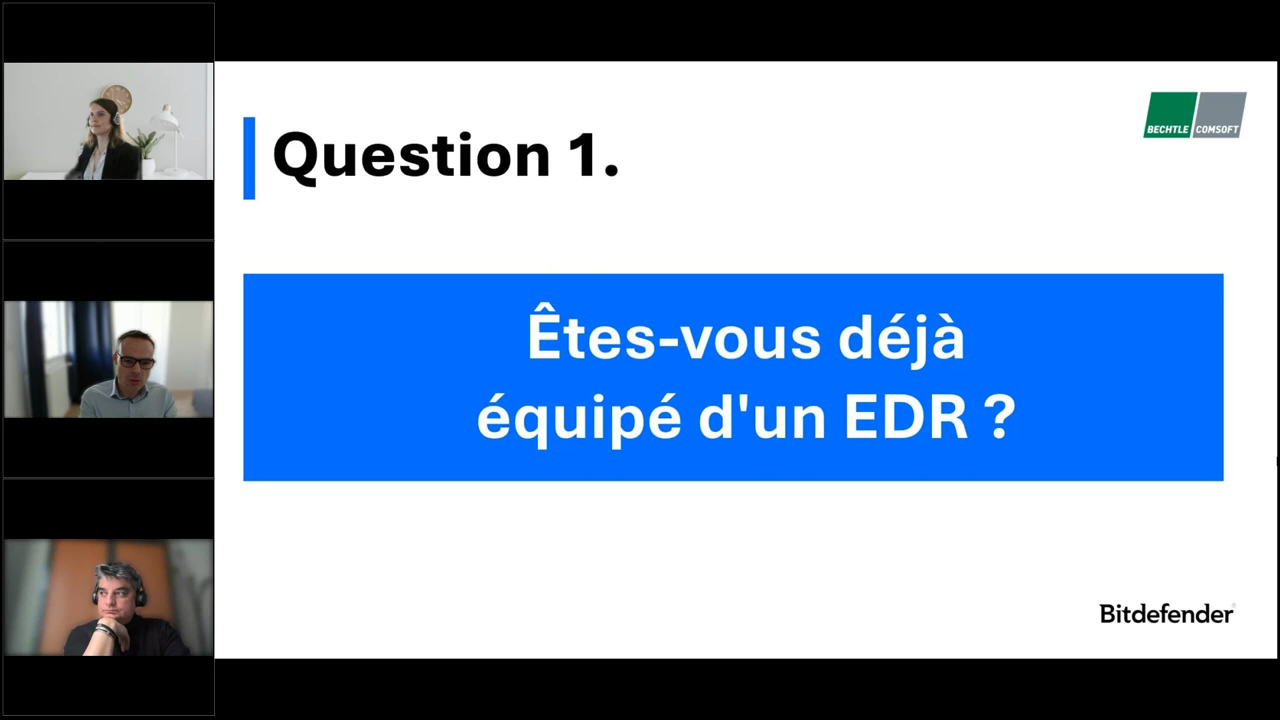 BECHTLE COMSOFT
Question 1.
Êtes-vous déjà
équipé d'un EDR ?
Bitdefender